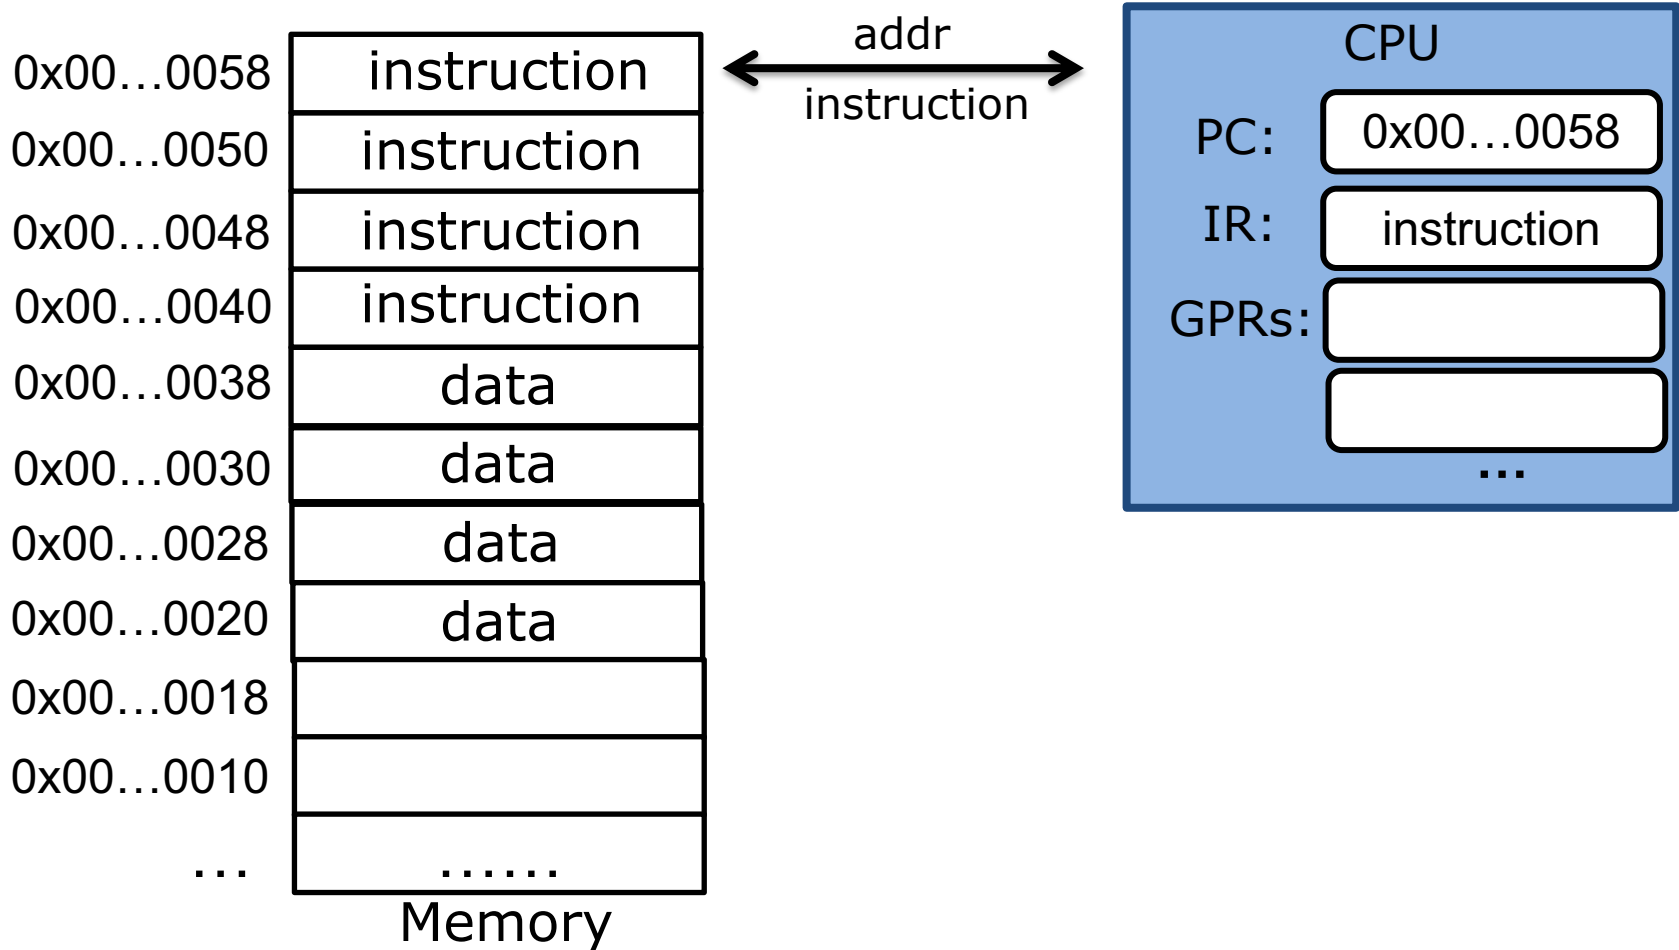 0x00…0058 instruction
0x00…0050 instruction
0x00…0048 instruction
0x00…0040 instruction
0x00…0038 data
0x00…0030 data
0x00…0028 data
0x00…0020 data
0x00…0018
0x00…0010
… ……
Memory
addr
instruction
CPU
PC: 0x00…0058
IR: instruction
GPRs:
…